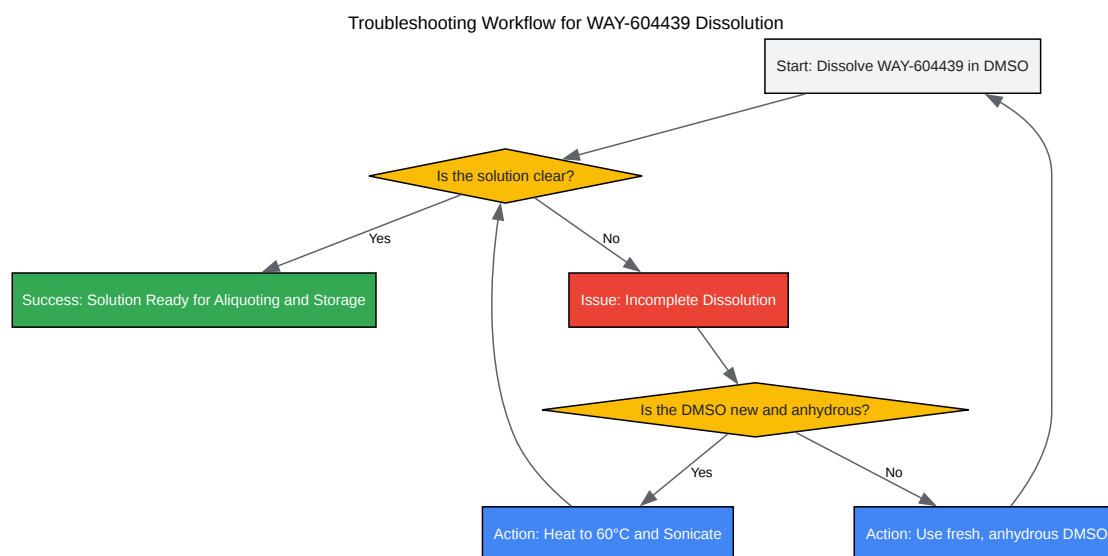 Troubleshooting Workflow for WAY-604439 Dissolution
Start: Dissolve WAY-604439 in DMSO
Is the solution clear?
Yes
No
Success: Solution Ready for Aliquoting and Storage
Issue: Incomplete Dissolution
Is the DMSO new and anhydrous?
Yes
No
Action: Heat to 60°C and Sonicate
Action: Use fresh, anhydrous DMSO